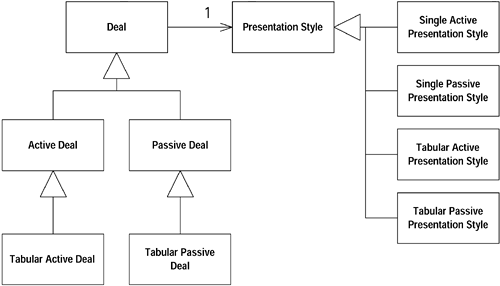 Deal
1
Presentation Style
Single Active
Presentation Style
Single Passive
Presentation Style
Active Deal
Passive Deal
Tabular Active
Presentation Style
Tabular Passive
Presentation Style
Tabular Active Deal
Tabular Passive
Deal